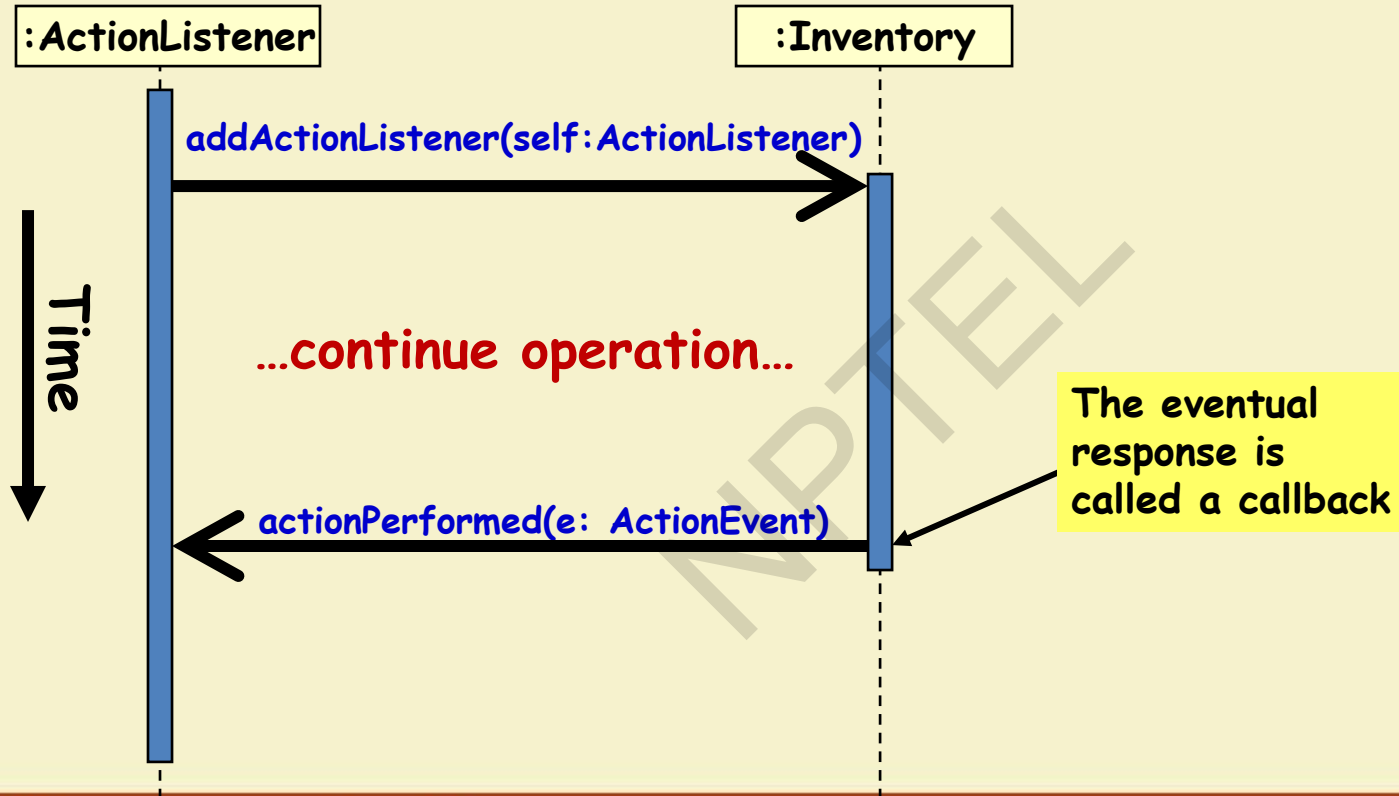 :ActionListener
:Inventory
addActionListener(self:ActionListener)
Time
…continue operation…
The eventual
response is
called a callback
actionPerformed(e: ActionEvent)
NPTEL